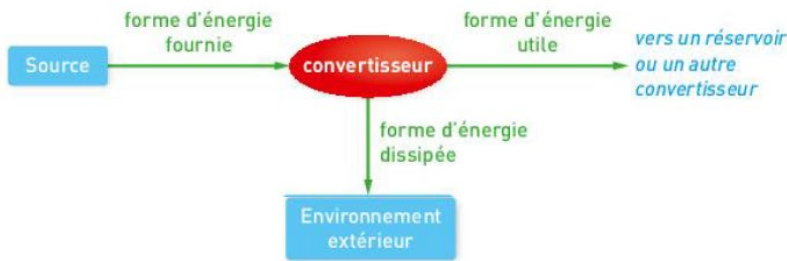 forme d'énergie
fournie
forme d'énergie
utile
vers un réservoir
ou un autre
convertisseur
Source
convertisseur
forme d'énergie
dissipée
Environnement
extérieur